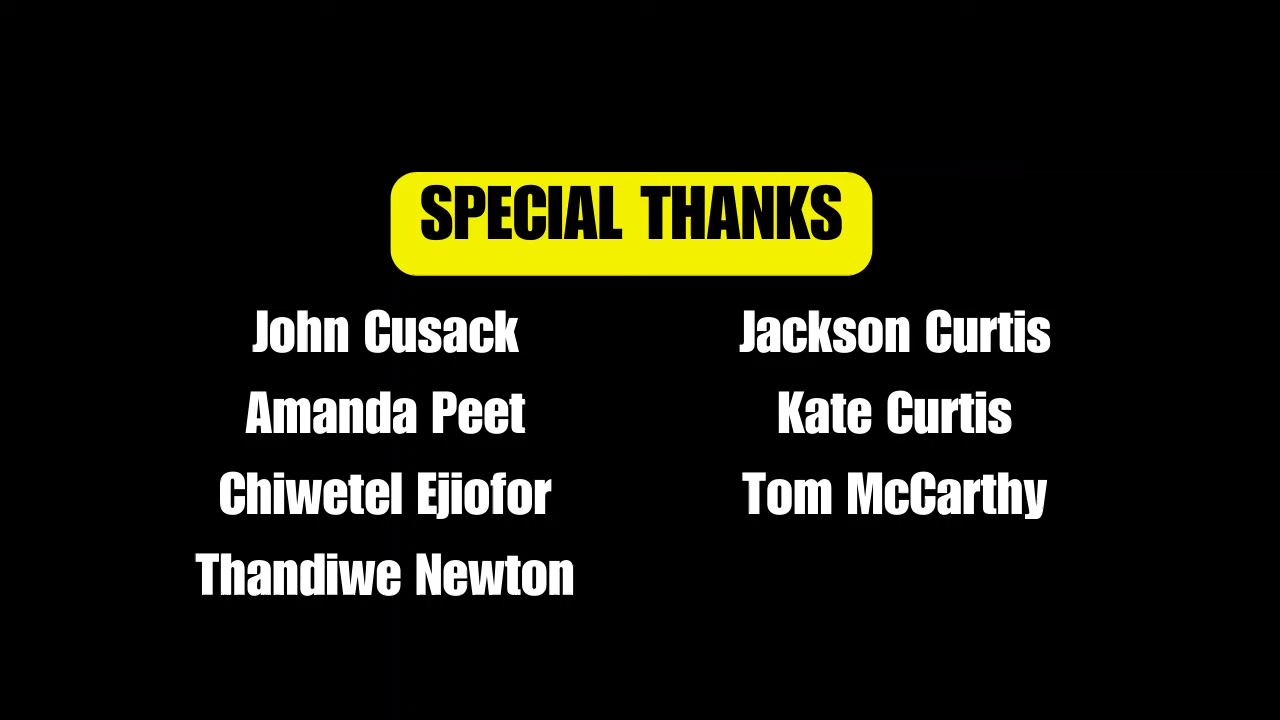 SPECIAL THANKS
John Cusack
Amanda Peet
Chiwetel Ejiofor
Thandiwe Newton
Jackson Curtis
Kate Curtis
Tom McCarthy